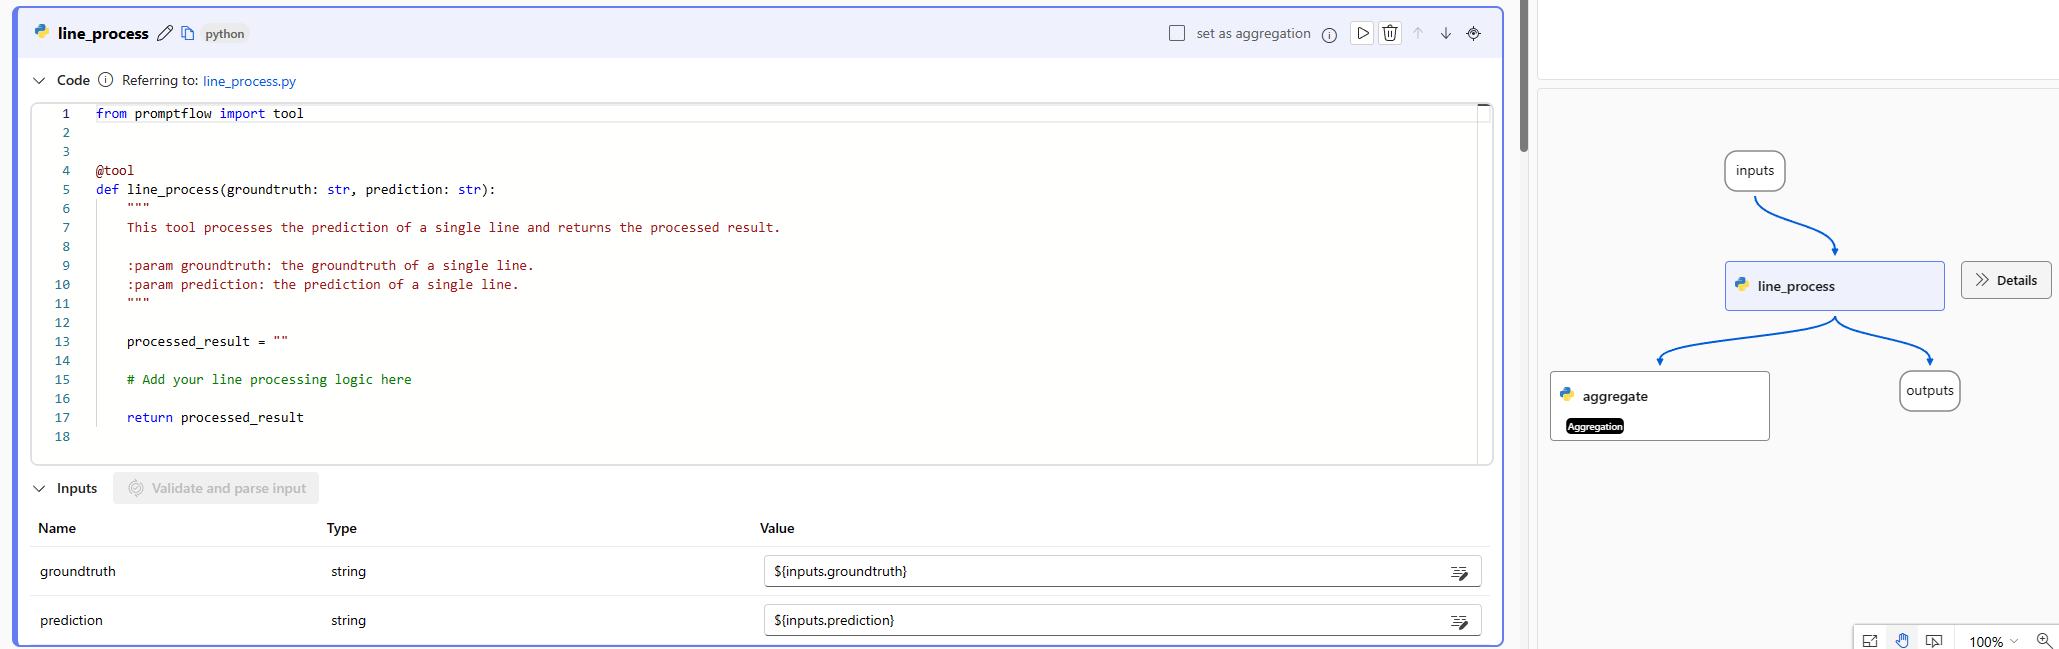 line_process python set as aggregation
Code Referring to: line_process.py
1 from promptflow import tool
2
3
4 @tool
5 def line_process(groundtruth: str, prediction: str):
6 """
7 This tool processes the prediction of a single line and returns the processed result.
8
9 :param groundtruth: the groundtruth of a single line.
10 :param prediction: the prediction of a single line.
11 """
12
13 processed_result = ""
14
15 # Add your line processing logic here
16
17 return processed_result
18
Inputs Validate and parse input
Name Type Value
groundtruth string ${inputs.groundtruth}
prediction string ${inputs.prediction}
inputs
line_process
Details
aggregate
Aggregation
outputs
100%